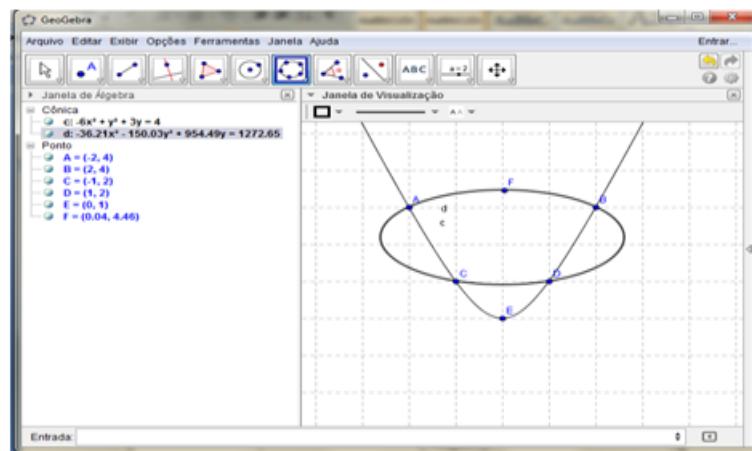 GeoGebra
Arquivo Editar Exibir Opções Ferramentas Janela Ajuda
Entrar...
A
ABC
a=2
Janela de Álgebra
Cônica
c: -6x² + y² + 3y = 4
d: -36.21x² - 150.03y² + 954.49y = 1272.65
Ponto
A = (-2, 4)
B = (2, 4)
C = (-1, 2)
D = (1, 2)
E = (0, 1)
F = (0.04, 4.46)
Janela de Visualização
AA
F
A
B
d
c
C
D
E
Entrada: